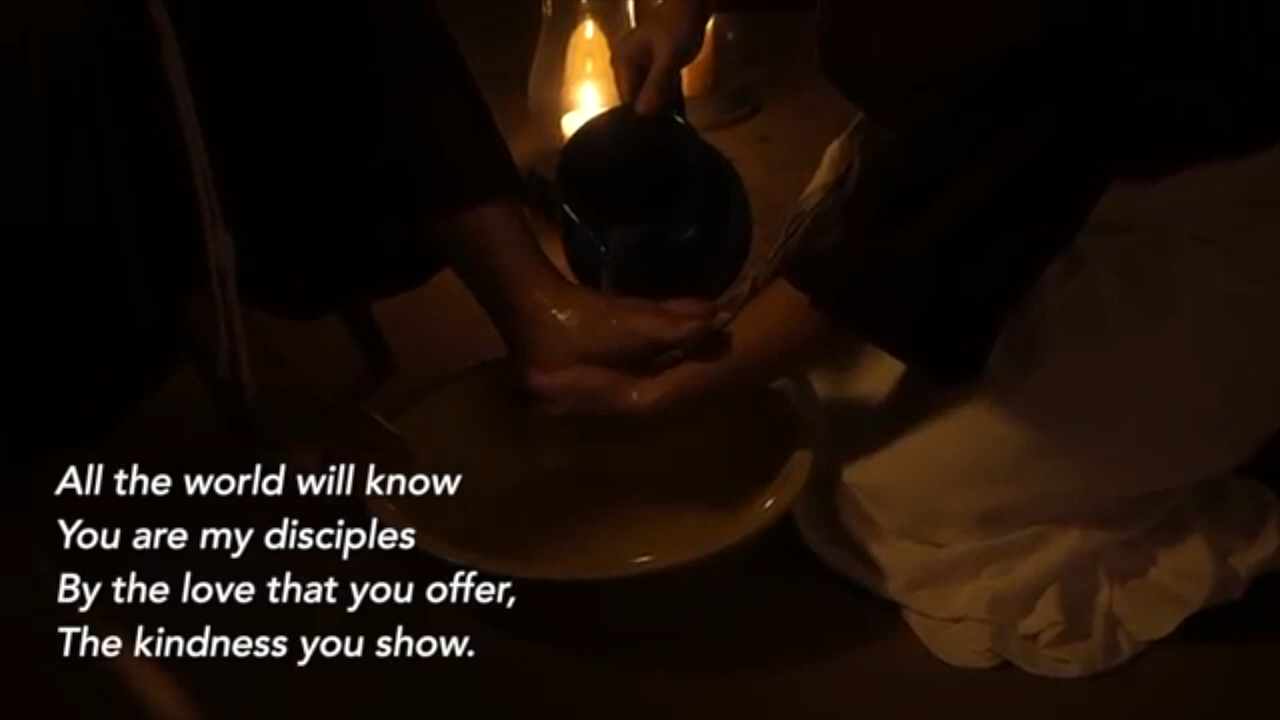 All the world will know
You are my disciples
By the love that you offer,
The kindness you show.